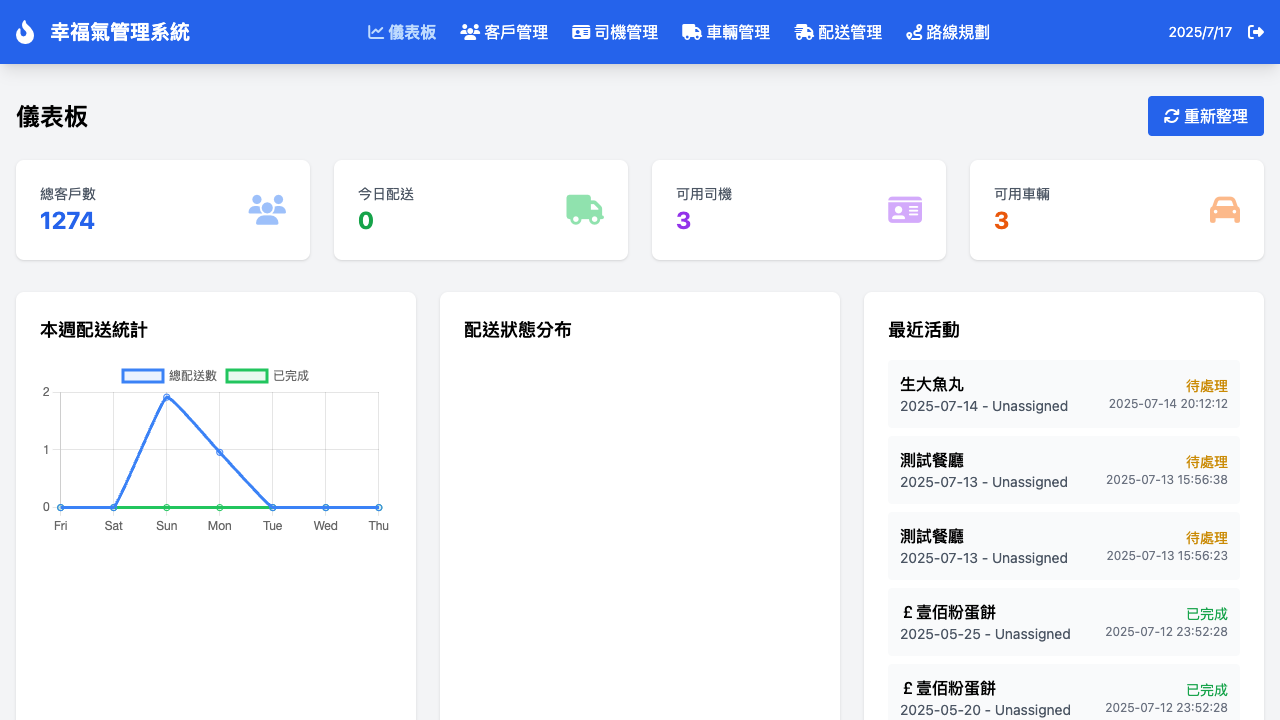 幸福氣管理系統
儀表板
客戶管理
司機管理
車輛管理
配送管理
路線規劃
2025/7/17
儀表板
重新整理
總客戶數
1274
今日配送
0
可用司機
3
可用車輛
3
本週配送統計
總配送數
已完成
2
1
0
Fri
Sat
Sun
Mon
Tue
Wed
Thu
配送狀態分布
最近活動
生大魚丸
待處理
2025-07-14 - Unassigned
2025-07-14 20:12:12
測試餐廳
待處理
2025-07-13 - Unassigned
2025-07-13 15:56:38
測試餐廳
待處理
2025-07-13 - Unassigned
2025-07-13 15:56:23
￡壹佰粉蛋餅
已完成
2025-05-25 - Unassigned
2025-07-12 23:52:28
￡壹佰粉蛋餅
已完成
2025-05-20 - Unassigned
2025-07-12 23:52:28